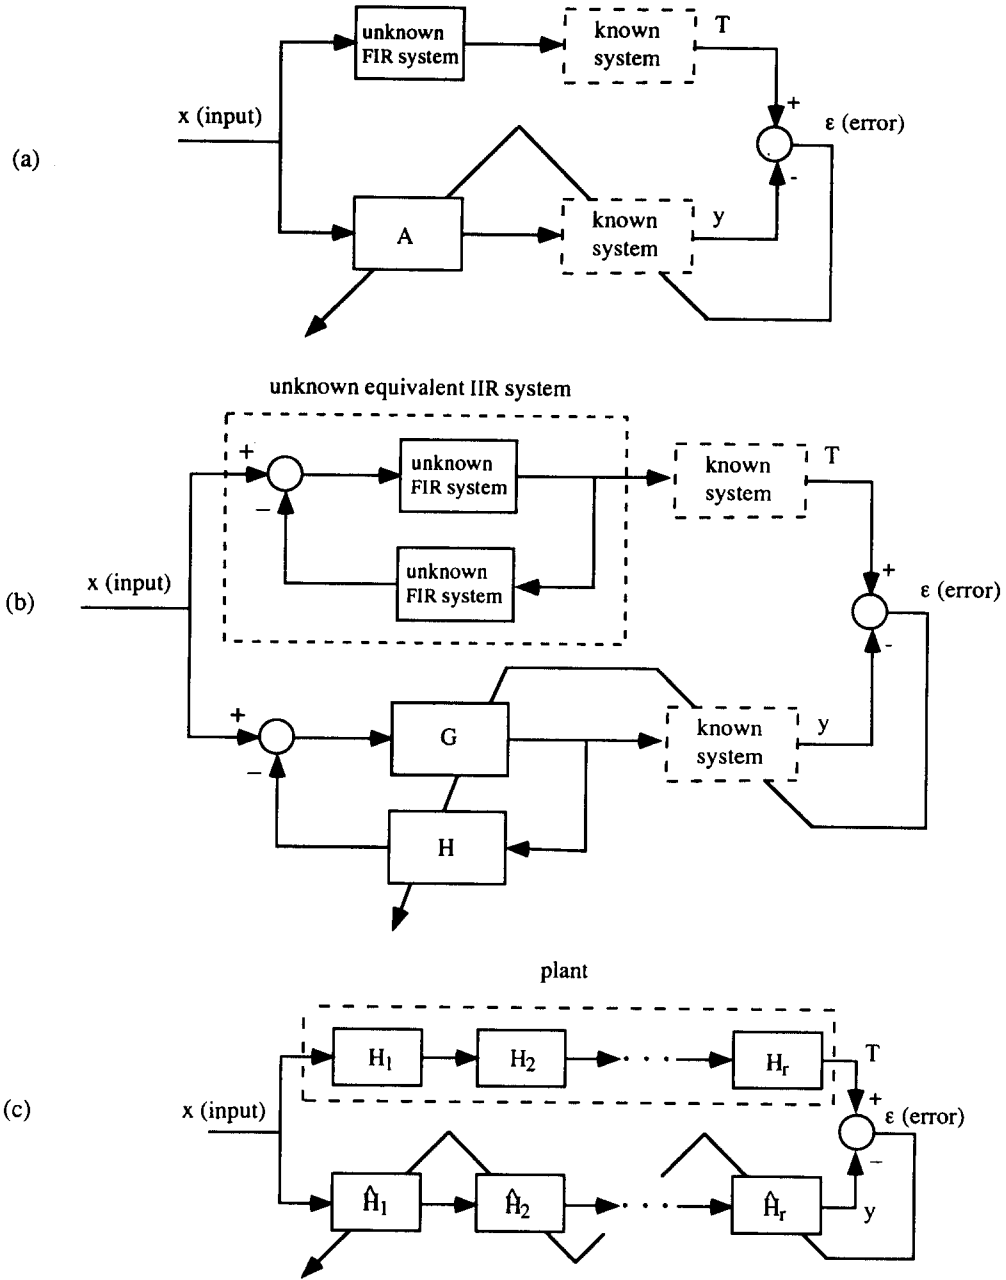 (a)
x (input)
unknown
FIR system
known
system
T
+
ε (error)
-
A
known
system
y
(b)
unknown equivalent IIR system
x (input)
+
−
unknown
FIR system
unknown
FIR system
known
system
T
+
ε (error)
-
+
−
G
H
known
system
y
(c)
plant
x (input)
H1
H2
· · ·
Hr
T
+
ε (error)
−
Ĥ1
Ĥ2
· · ·
Ĥr
y